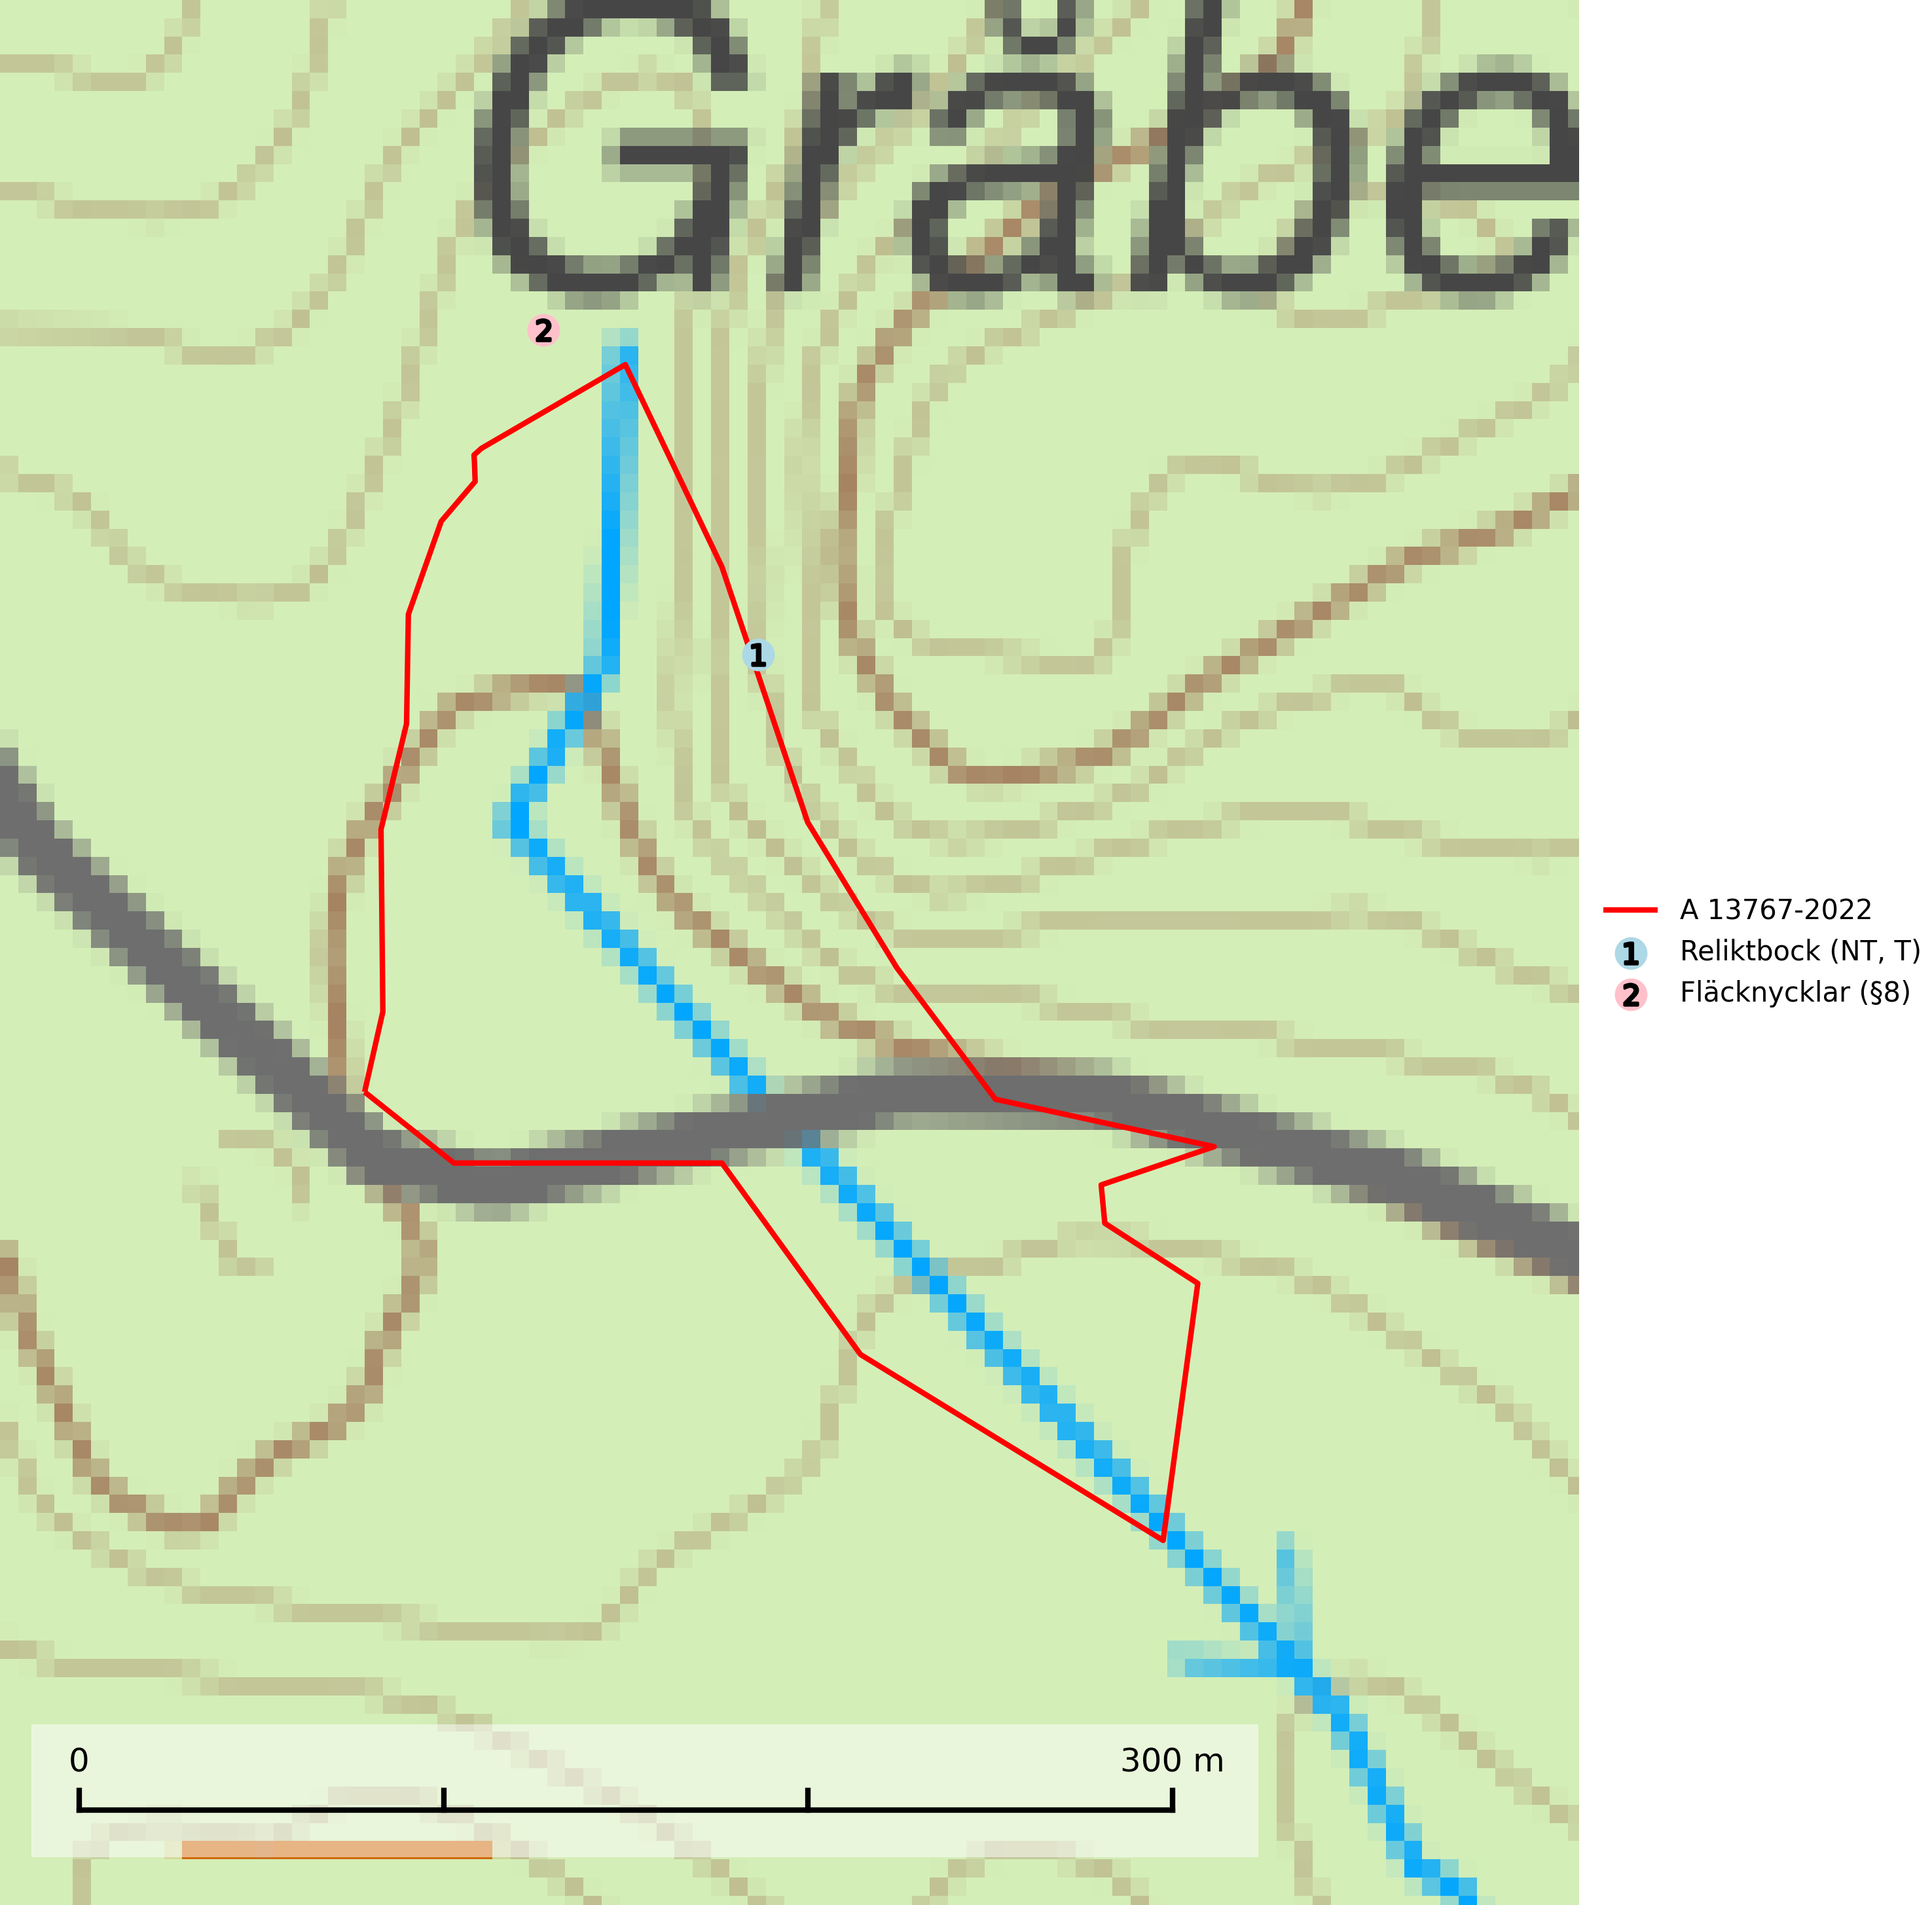 Gräbe
2
1
A 13767-2022
1 Reliktbock (NT, T)
2 Fläcknycklar (§8)
0 300 m